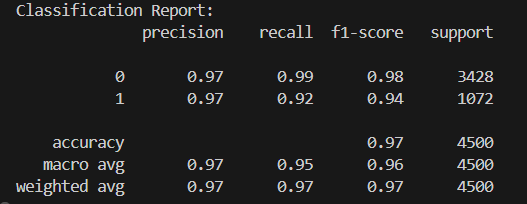 Classification Report:
precision recall f1-score support
0 0.97 0.99 0.98 3428
1 0.97 0.92 0.94 1072
accuracy 0.97 4500
macro avg 0.97 0.95 0.96 4500
weighted avg 0.97 0.97 0.97 4500